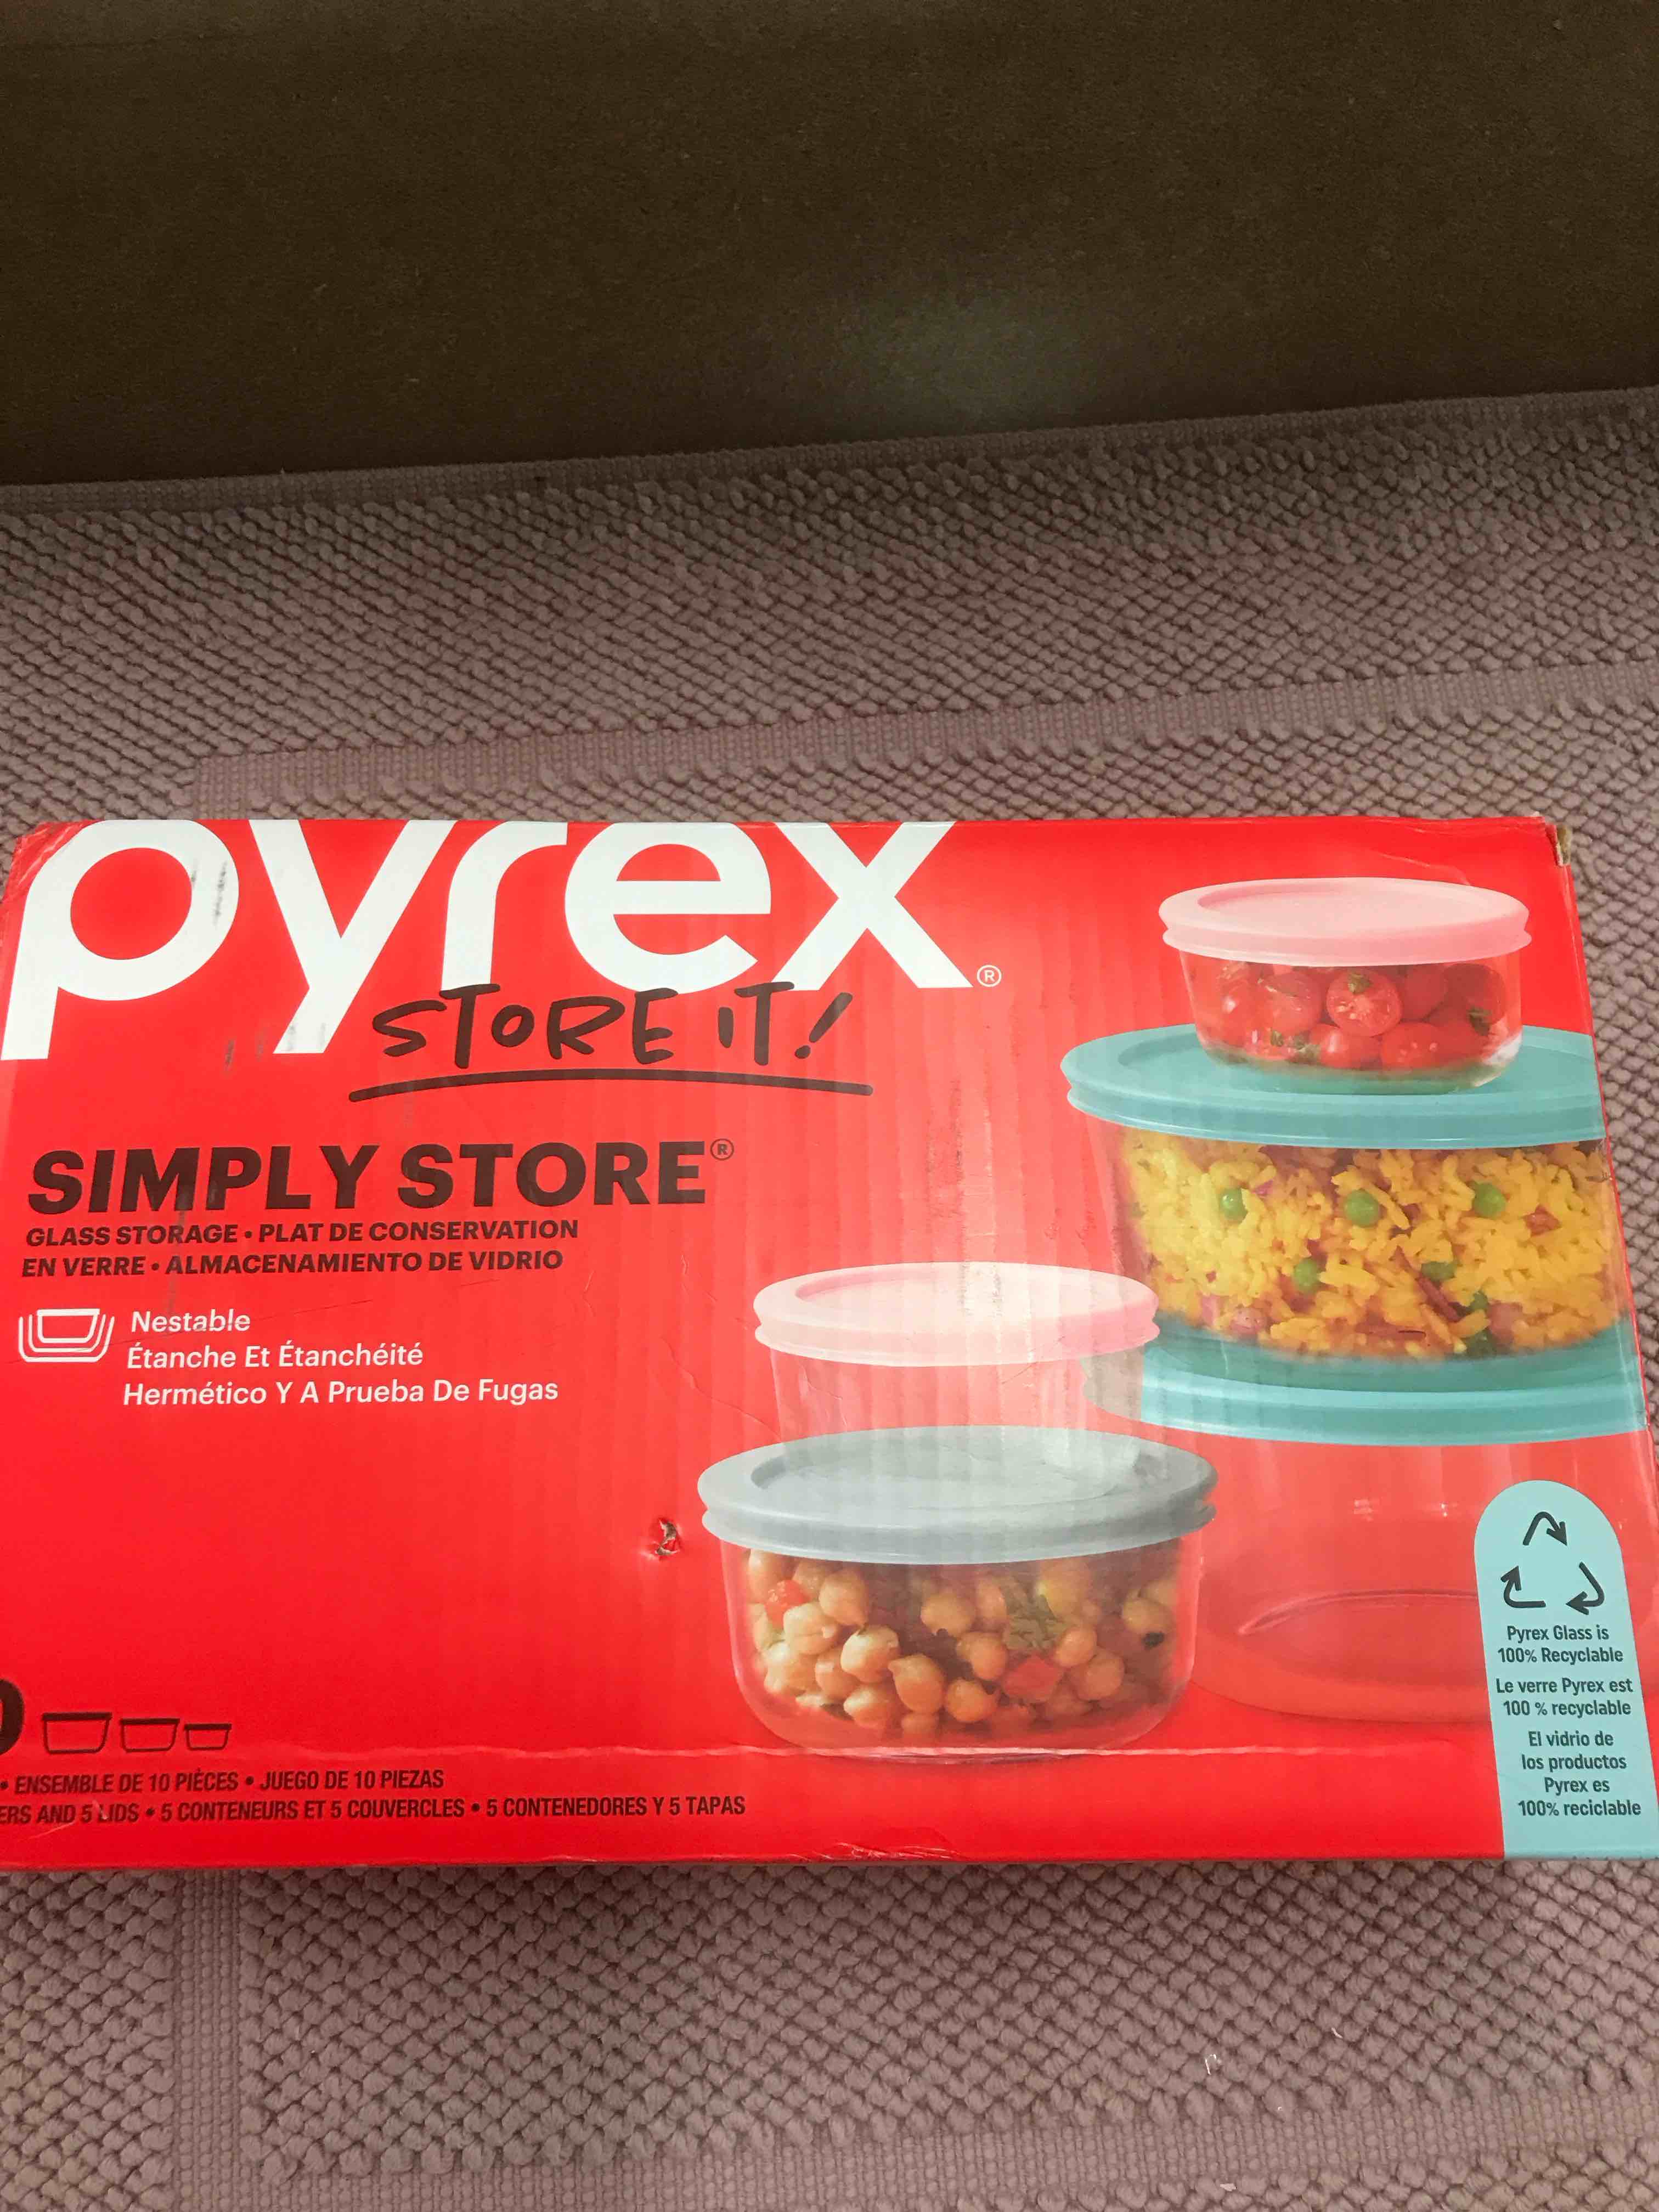 pyrex®
STORE IT!
SIMPLY STORE®
GLASS STORAGE • PLAT DE CONSERVATION
EN VERRE • ALMACENAMIENTO DE VIDRIO
Nestable
Étanche Et Étanchéité
Hermético Y A Prueba De Fugas
• ENSEMBLE DE 10 PIÈCES • JUEGO DE 10 PIEZAS
ERS AND 5 LIDS • 5 CONTENEURS ET 5 COUVERCLES • 5 CONTENEDORES Y 5 TAPAS
Pyrex Glass is
100% Recyclable
Le verre Pyrex est
100 % recyclable
El vidrio de
los productos
Pyrex es
100% reciclable